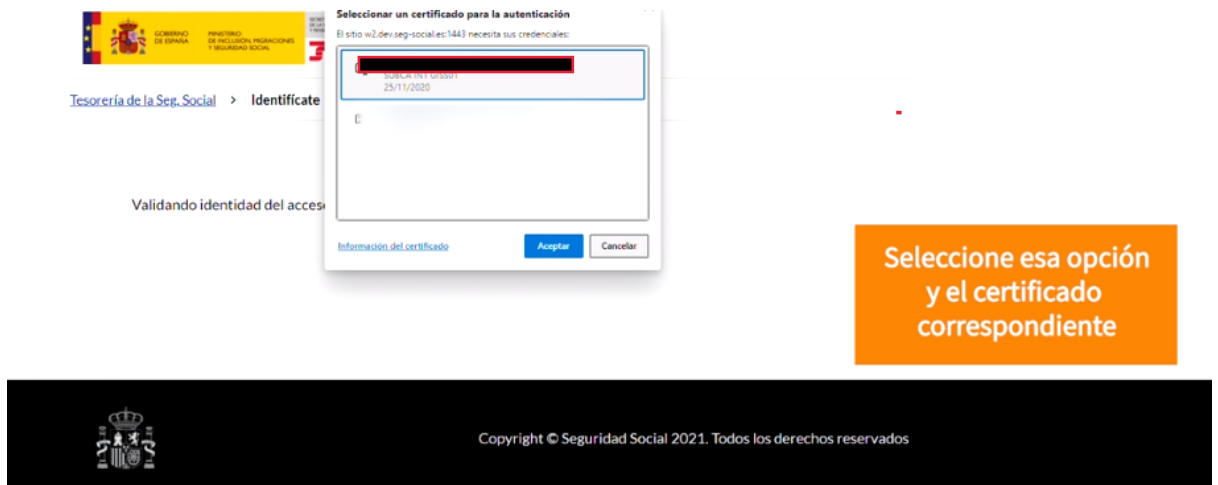 GOBIERNO
DE ESPAÑA
MINISTERIO
DE INCLUSIÓN, MIGRACIONES
Y SEGURIDAD SOCIAL
Seleccionar un certificado para la autenticación
El sitio w2.dev.seg-social.es:1443 necesita sus credenciales:
SUBCA INT GISS01
25/11/2020
Tesorería de la Seg. Social > Identifícate
Validando identidad del acces
Información del certificado
Aceptar
Cancelar
Seleccione esa opción
y el certificado
correspondiente
Copyright © Seguridad Social 2021. Todos los derechos reservados